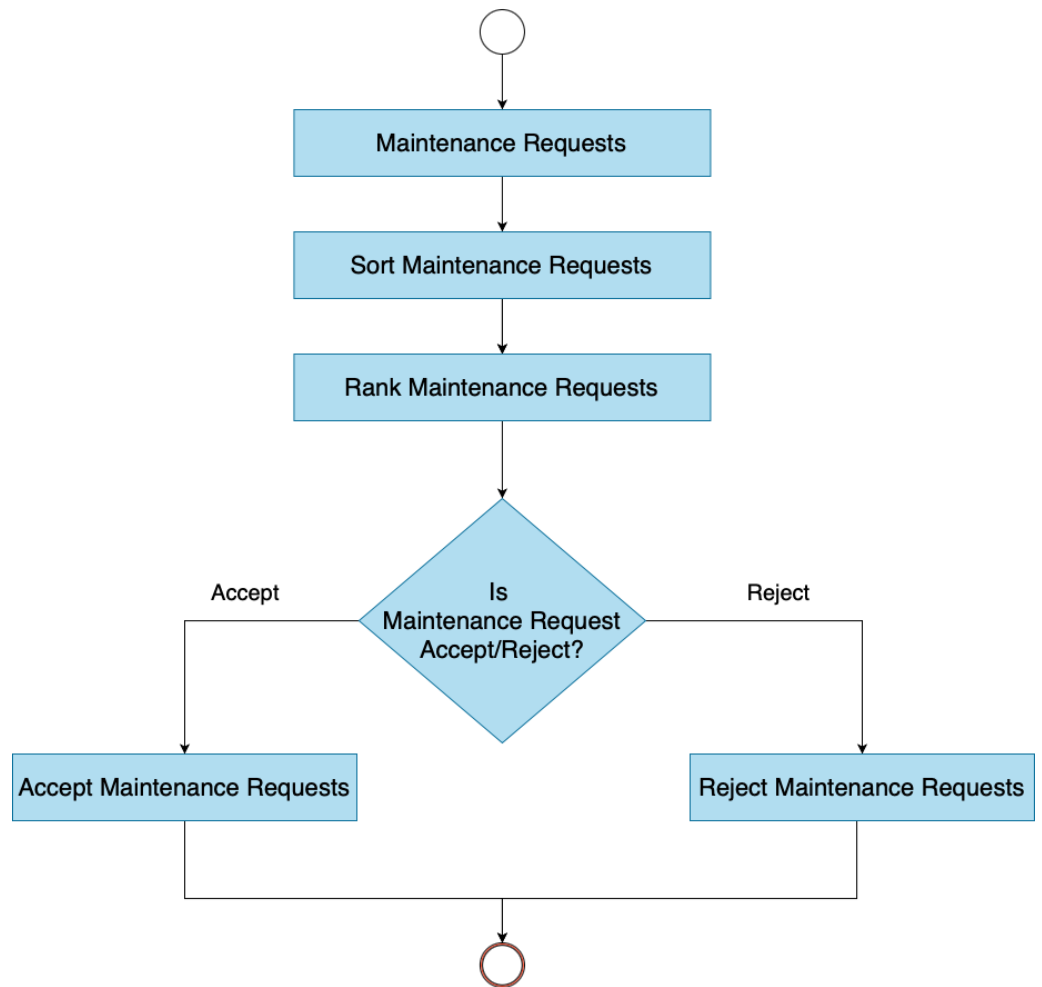 Maintenance Requests
Sort Maintenance Requests
Rank Maintenance Requests
Is
Maintenance Request
Accept/Reject?
Accept
Reject
Accept Maintenance Requests
Reject Maintenance Requests